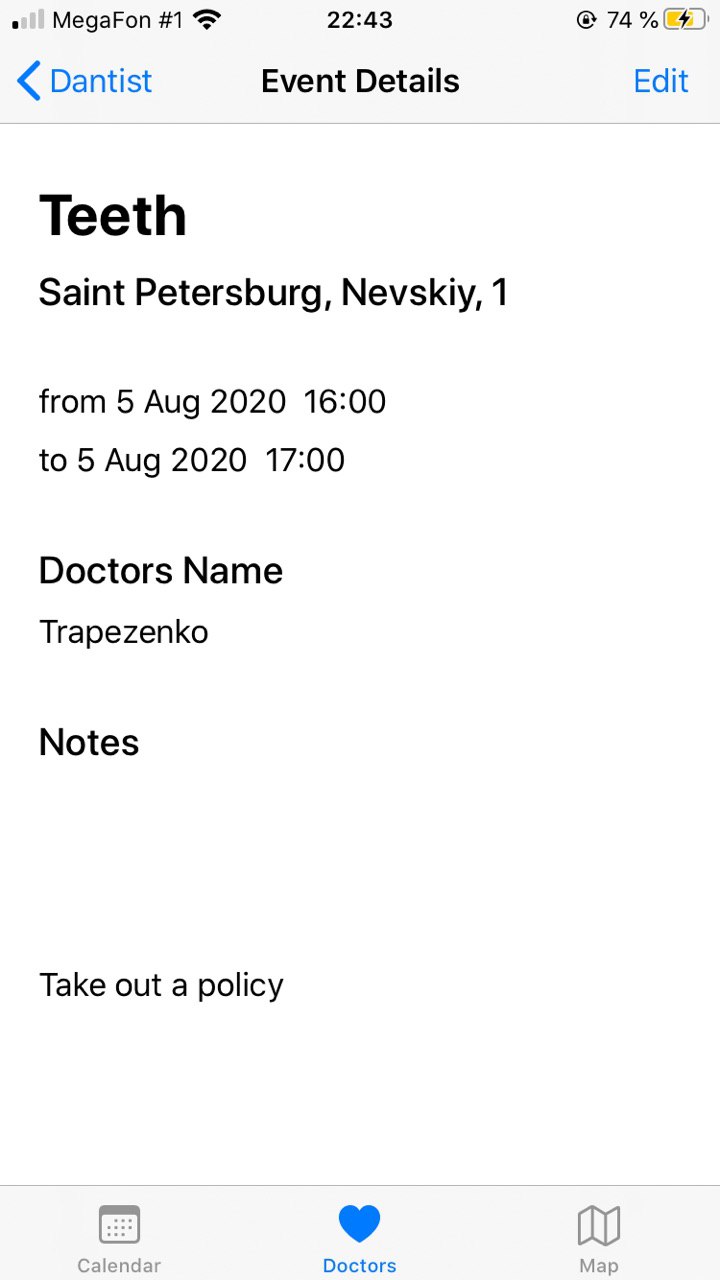 MegaFon #1 22:43 74 %
Dantist Event Details Edit
Teeth
Saint Petersburg, Nevskiy, 1
from 5 Aug 2020 16:00
to 5 Aug 2020 17:00
Doctors Name
Trapezenko
Notes
Take out a policy
Calendar Doctors Map